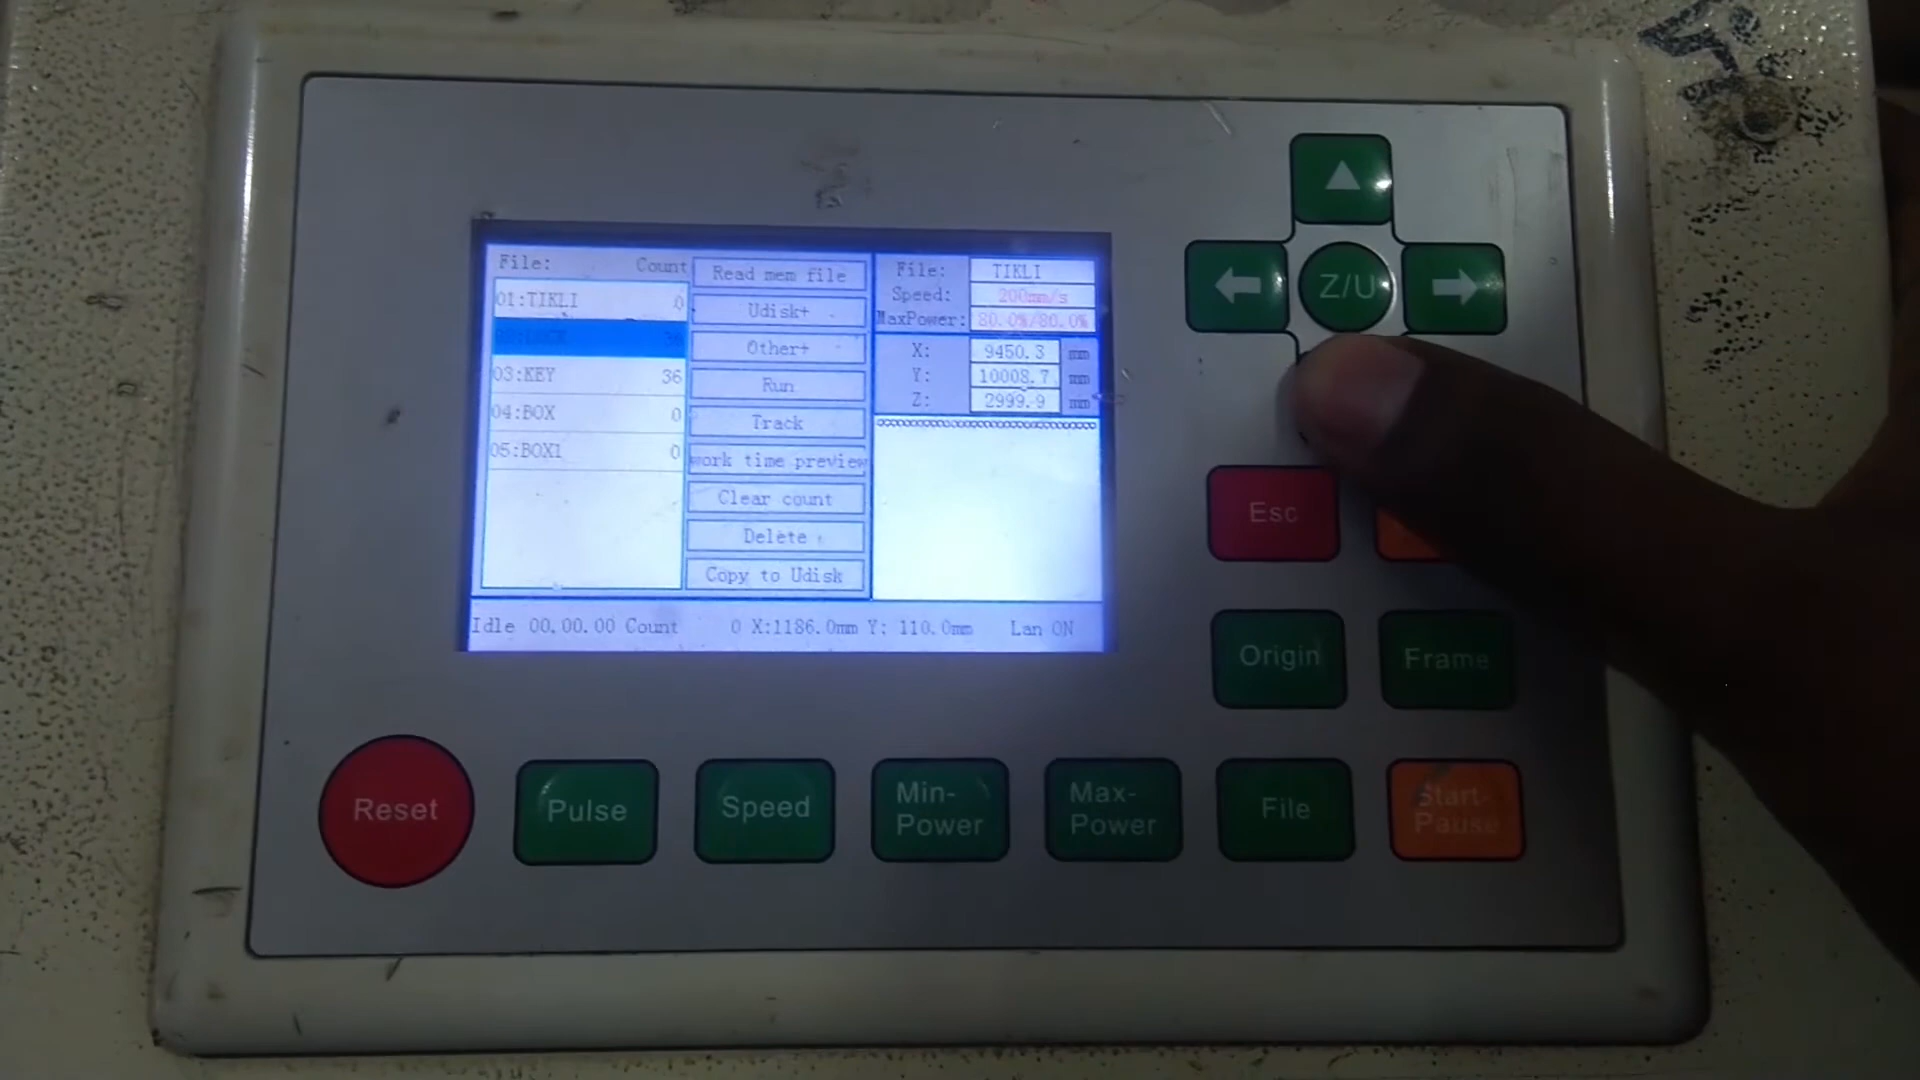 File: Count
01:TIKLI 0
03:KEY 36
04:BOX 0
05:BOX1 0
Read mem file
Udisk+
Other+
Run
Track
work time preview
Clear count
Delete
Copy to Udisk
File: TIKLI
Speed: 200mm/s
MaxPower: 80.0%/80.0%
X: 9450.3 mm
Y: 10008.7 mm
Z: 2999.9 mm
Idle 00.00.00 Count 0 X:1186.0mm Y: 110.0mm Lan ON
Z/U
Esc
Origin
Frame
Reset
Pulse
Speed
Min-
Power
Max-
Power
File
Start-
Pause